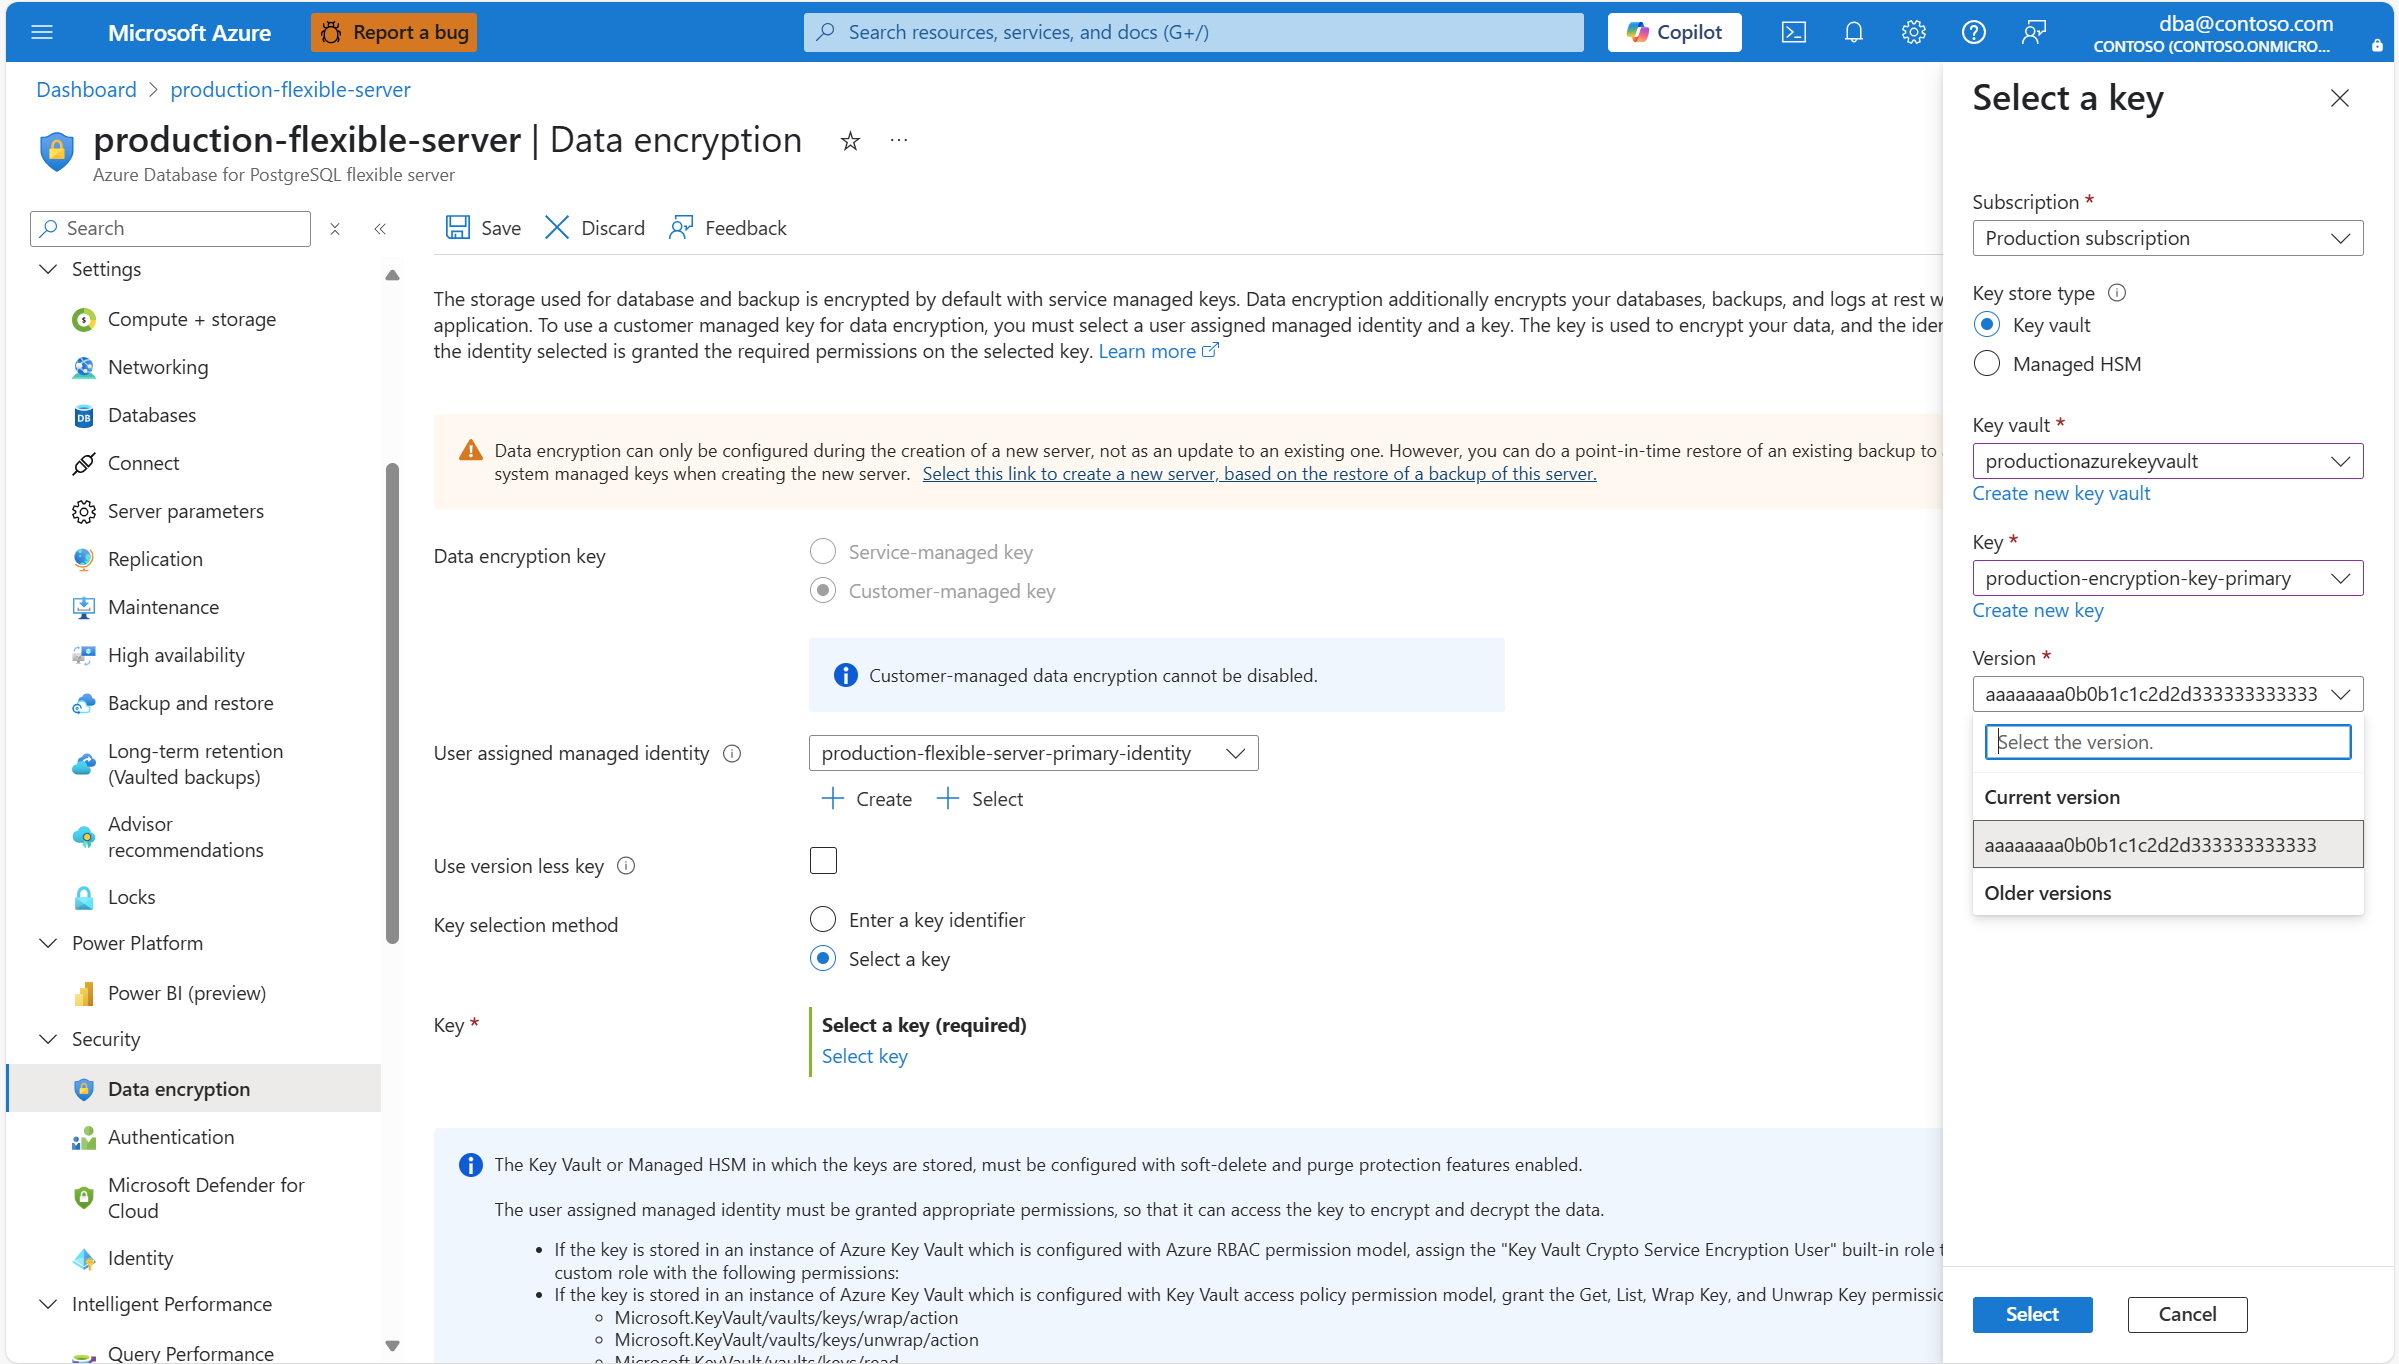 Microsoft Azure
Report a bug
Search resources, services, and docs (G+/)
Copilot
dba@contoso.com
CONTOSO (CONTOSO.ONMICRO...
Dashboard > production-flexible-server
production-flexible-server | Data encryption
Azure Database for PostgreSQL flexible server
Search
Settings
Compute + storage
Networking
Databases
Connect
Server parameters
Replication
Maintenance
High availability
Backup and restore
Long-term retention
(Vaulted backups)
Advisor
recommendations
Locks
Power Platform
Power BI (preview)
Security
Data encryption
Authentication
Microsoft Defender for
Cloud
Identity
Intelligent Performance
Query Performance
Save
Discard
Feedback
The storage used for database and backup is encrypted by default with service managed keys. Data encryption additionally encrypts your databases, backups, and logs at rest w
application. To use a customer managed key for data encryption, you must select a user assigned managed identity and a key. The key is used to encrypt your data, and the iden
the identity selected is granted the required permissions on the selected key. Learn more
Data encryption can only be configured during the creation of a new server, not as an update to an existing one. However, you can do a point-in-time restore of an existing backup to
system managed keys when creating the new server. Select this link to create a new server, based on the restore of a backup of this server.
Data encryption key
Service-managed key
Customer-managed key
Customer-managed data encryption cannot be disabled.
User assigned managed identity
production-flexible-server-primary-identity
Create
Select
Use version less key
Key selection method
Enter a key identifier
Select a key
Key *
Select a key (required)
Select key
The Key Vault or Managed HSM in which the keys are stored, must be configured with soft-delete and purge protection features enabled.
The user assigned managed identity must be granted appropriate permissions, so that it can access the key to encrypt and decrypt the data.
• If the key is stored in an instance of Azure Key Vault which is configured with Azure RBAC permission model, assign the "Key Vault Crypto Service Encryption User" built-in role t
custom role with the following permissions:
• If the key is stored in an instance of Azure Key Vault which is configured with Key Vault access policy permission model, grant the Get, List, Wrap Key, and Unwrap Key permissio
Microsoft.KeyVault/vaults/keys/wrap/action
Microsoft.KeyVault/vaults/keys/unwrap/action
Microsoft.KeyVault/vaults/keys/read
Select a key
Subscription *
Production subscription
Key store type
Key vault
Managed HSM
Key vault *
productionazurekeyvault
Create new key vault
Key *
production-encryption-key-primary
Create new key
Version *
aaaaaaaa0b0b1c1c2d2d333333333333
Select the version.
Current version
aaaaaaaa0b0b1c1c2d2d333333333333
Older versions
Select
Cancel